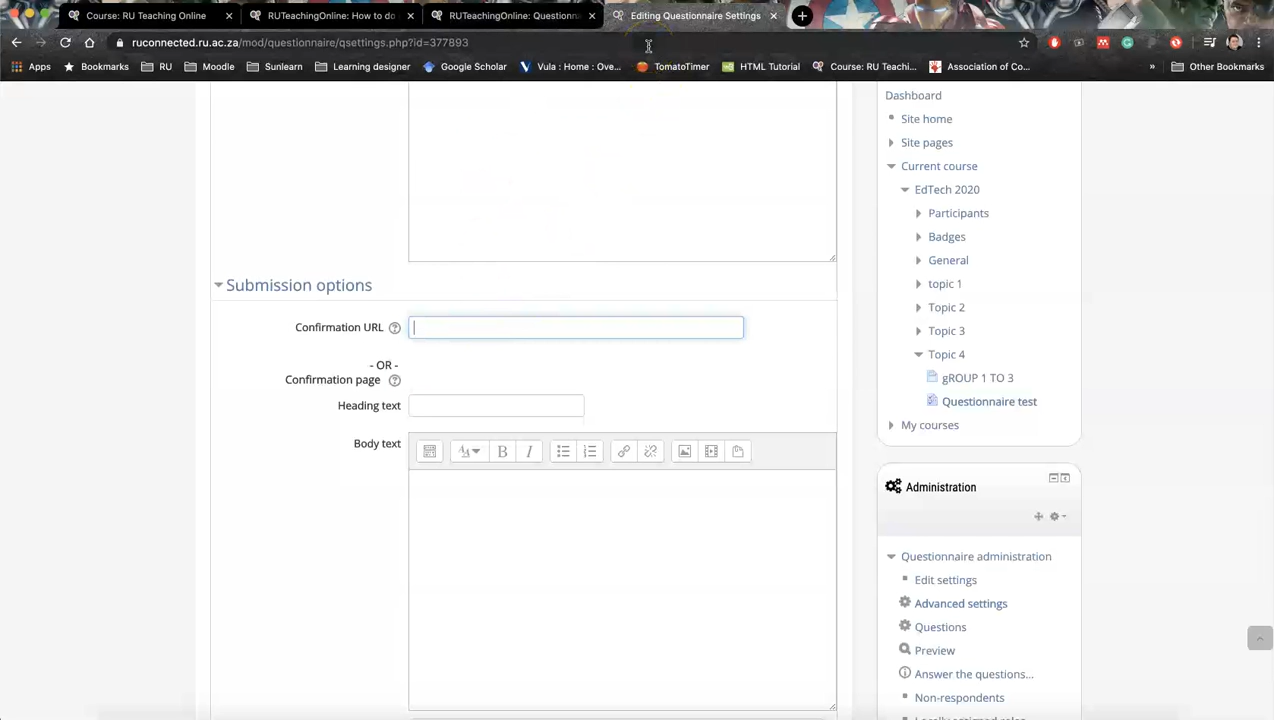 Course: RU Teaching Online
RUTeachingOnline: How to do
RUTeachingOnline: Questionna
Editing Questionnaire Settings
ruconnected.ru.ac.za/mod/questionnaire/qsettings.php?id=377893
Apps
Bookmarks
RU
Moodle
Sunlearn
Learning designer
Google Scholar
Vula : Home : Ove...
TomatoTimer
HTML Tutorial
Course: RU Teachi...
Association of Co...
»
Other Bookmarks
Dashboard
Site home
Site pages
Current course
EdTech 2020
Participants
Badges
General
topic 1
Topic 2
Topic 3
Topic 4
gROUP 1 TO 3
Questionnaire test
My courses
Submission options
Confirmation URL
- OR -
Confirmation page
Heading text
Body text
Administration
Questionnaire administration
Edit settings
Advanced settings
Questions
Preview
Answer the questions...
Non-respondents